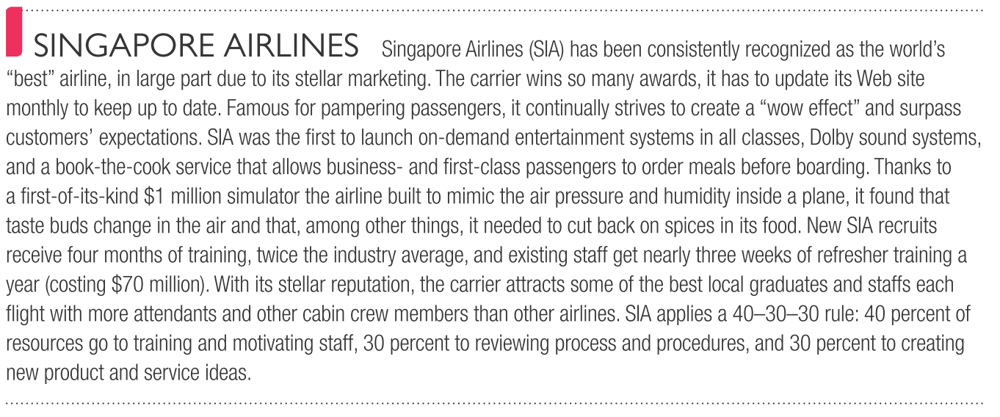 SINGAPORE AIRLINES Singapore Airlines (SIA) has been consistently recognized as the world’s
“best” airline, in large part due to its stellar marketing. The carrier wins so many awards, it has to update its Web site
monthly to keep up to date. Famous for pampering passengers, it continually strives to create a “wow effect” and surpass
customers’ expectations. SIA was the first to launch on-demand entertainment systems in all classes, Dolby sound systems,
and a book-the-cook service that allows business- and first-class passengers to order meals before boarding. Thanks to
a first-of-its-kind $1 million simulator the airline built to mimic the air pressure and humidity inside a plane, it found that
taste buds change in the air and that, among other things, it needed to cut back on spices in its food. New SIA recruits
receive four months of training, twice the industry average, and existing staff get nearly three weeks of refresher training a
year (costing $70 million). With its stellar reputation, the carrier attracts some of the best local graduates and staffs each
flight with more attendants and other cabin crew members than other airlines. SIA applies a 40–30–30 rule: 40 percent of
resources go to training and motivating staff, 30 percent to reviewing process and procedures, and 30 percent to creating
new product and service ideas.